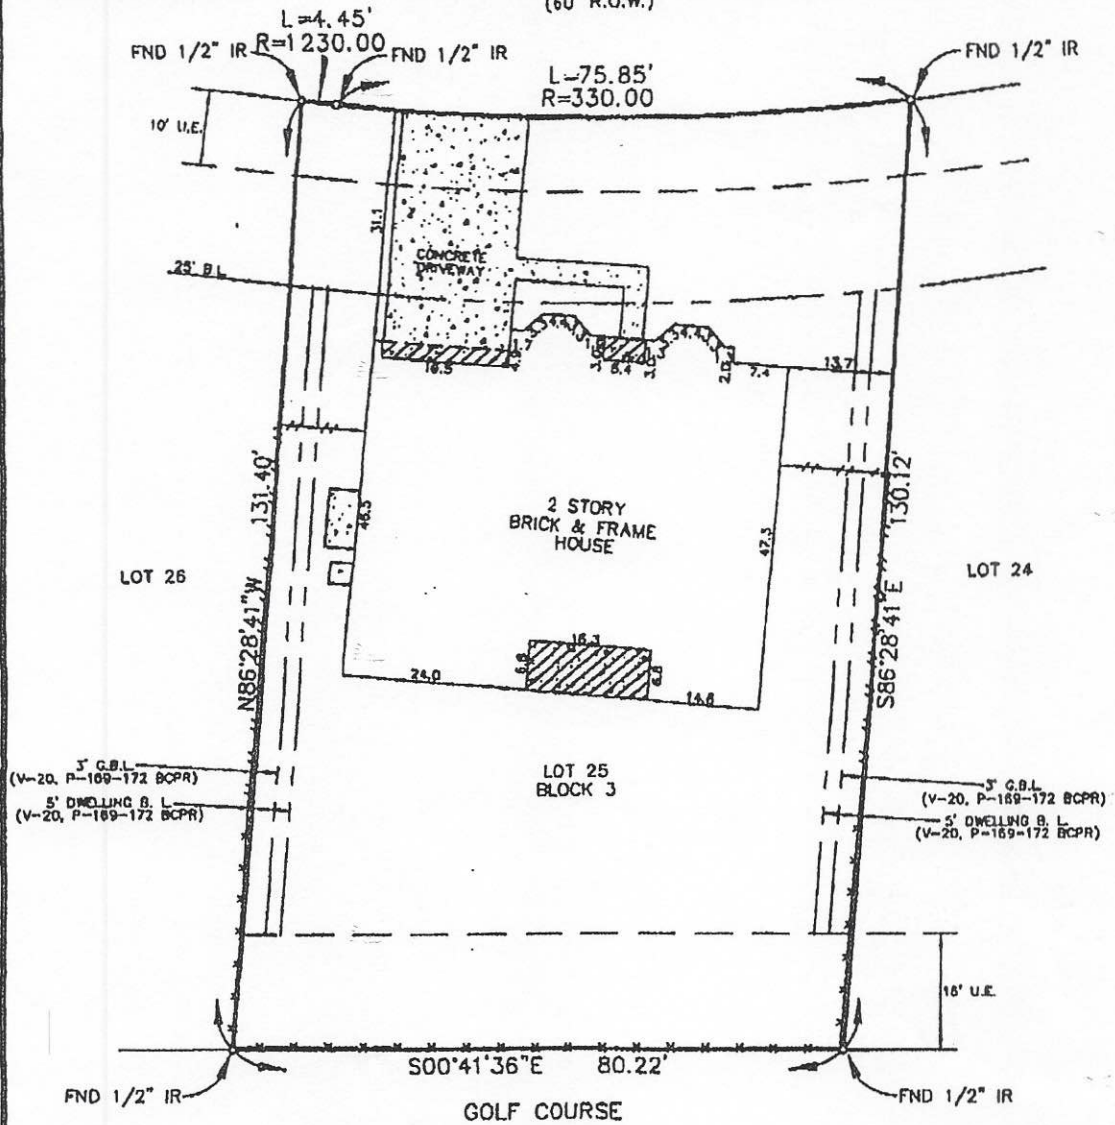 (60' R.O.W.)
L=4.45'
R=1230.00
FND 1/2" IR
FND 1/2" IR
FND 1/2" IR
L=75.85'
R=330.00
10' U.E.
31.1
CONCRETE
DRIVEWAY
25' B.L.
16.5
6.4
3.0
2.0
7.4
13.7
N86°28'41"W 131.40'
46.3
2 STORY
BRICK & FRAME
HOUSE
47.3
S86°28'41"E 130.12'
LOT 26
LOT 24
16.3
6.8
6.8
24.0
14.6
3' G.B.L.
(V-20, P-169-172 BCPR)
5' DWELLING B. L.
(V-20, P-169-172 BCPR)
LOT 25
BLOCK 3
3' G.B.L.
(V-20, P-169-172 BCPR)
5' DWELLING B. L.
(V-20, P-169-172 BCPR)
16' U.E.
S00°41'36"E 80.22'
FND 1/2" IR
FND 1/2" IR
GOLF COURSE